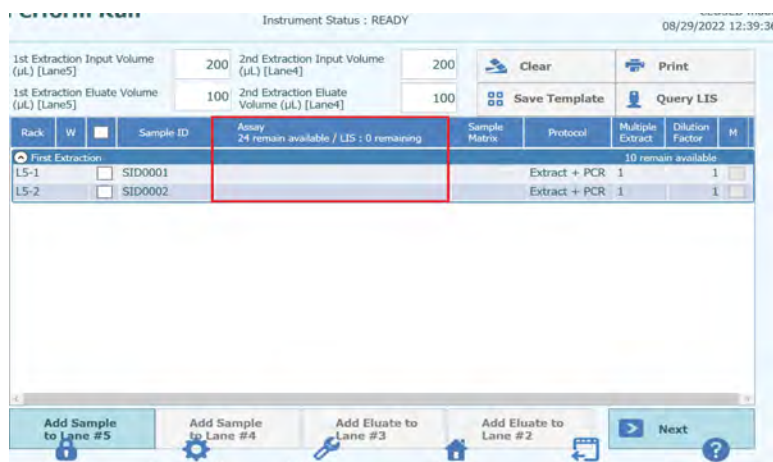 Perform Run
Instrument Status : READY
08/29/2022 12:39:36
1st Extraction Input Volume
(µL) [Lane5]
200
2nd Extraction Input Volume
(µL) [Lane4]
200
Clear
Print
1st Extraction Eluate Volume
(µL) [Lane5]
100
2nd Extraction Eluate
Volume (µL) [Lane4]
100
Save Template
Query LIS
Rack W Sample ID Assay
24 remain available / LIS : 0 remaining
Sample
Matrix
Protocol
Multiple
Extract
Dilution
Factor
M
First Extraction 10 remain available
L5-1 SID0001 Extract + PCR 1 1
L5-2 SID0002 Extract + PCR 1 1
Add Sample
to Lane #5
Add Sample
to Lane #4
Add Eluate to
Lane #3
Add Eluate to
Lane #2
Next
?